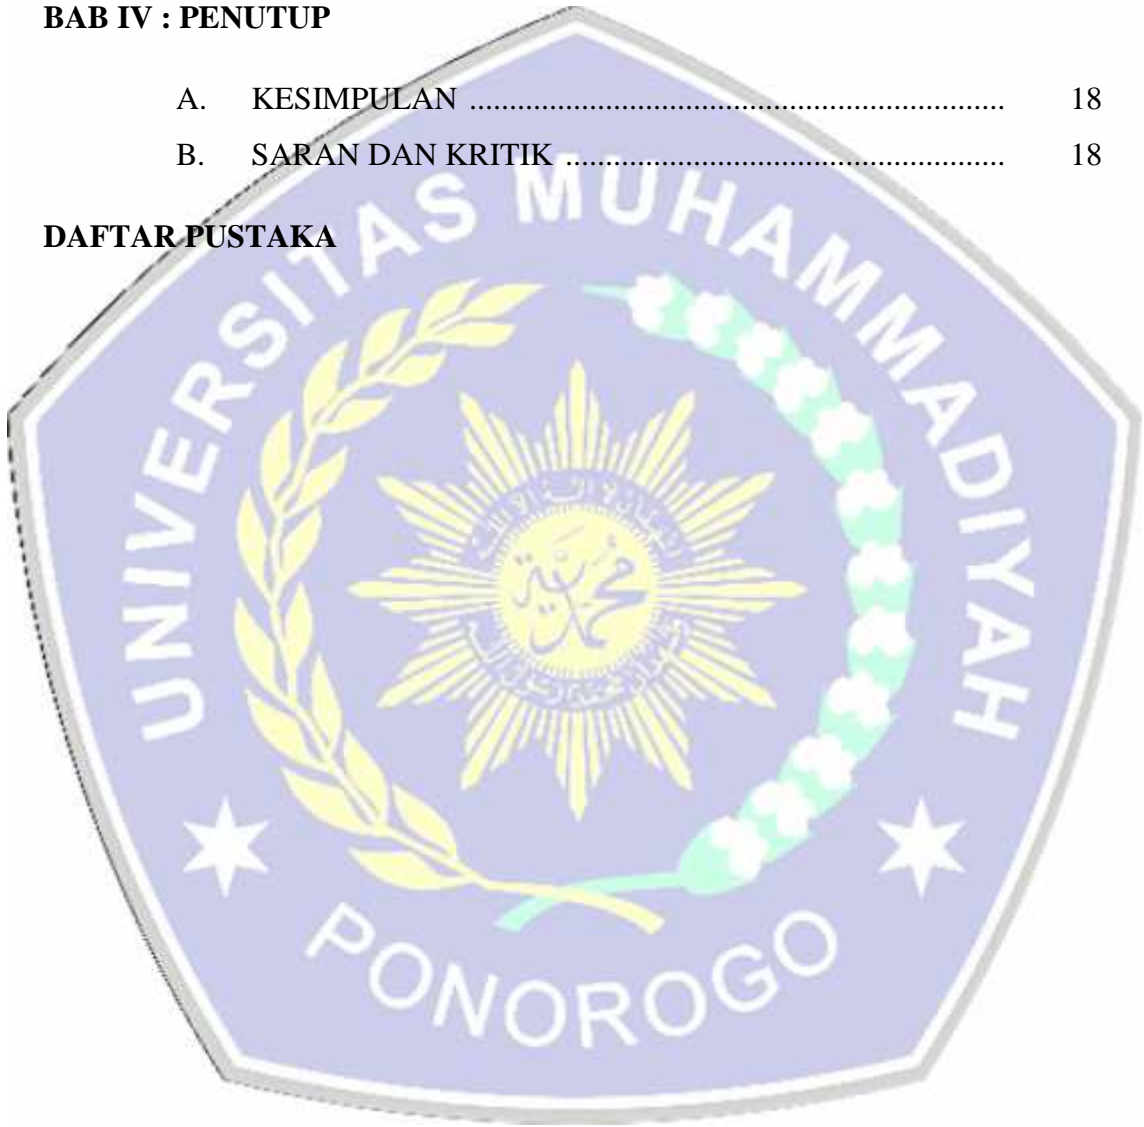 BAB IV : PENUTUP
A. KESIMPULAN .................................................................. 18
B. SARAN DAN KRITIK ...................................................... 18
DAFTAR PUSTAKA
UNIVERSITAS MUHAMMADIYAH
PONOROGO